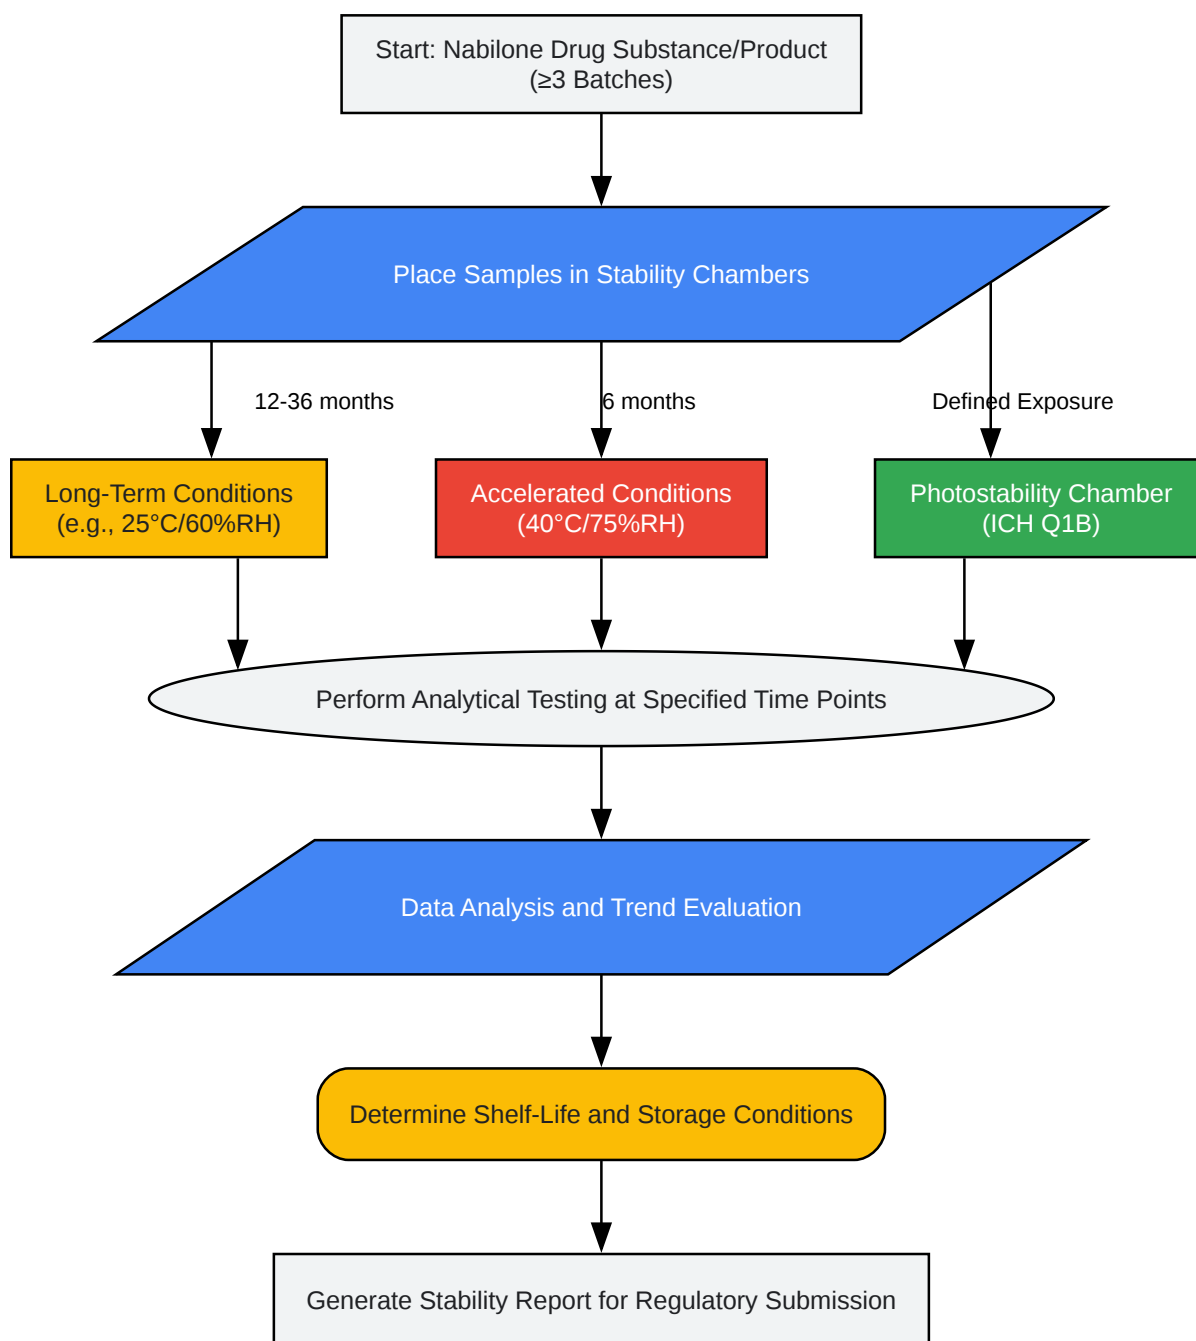 Start: Nabilone Drug Substance/Product
(≥3 Batches)
Place Samples in Stability Chambers
12-36 months
6 months
Defined Exposure
Long-Term Conditions
(e.g., 25°C/60%RH)
Accelerated Conditions
(40°C/75%RH)
Photostability Chamber
(ICH Q1B)
Perform Analytical Testing at Specified Time Points
Data Analysis and Trend Evaluation
Determine Shelf-Life and Storage Conditions
Generate Stability Report for Regulatory Submission